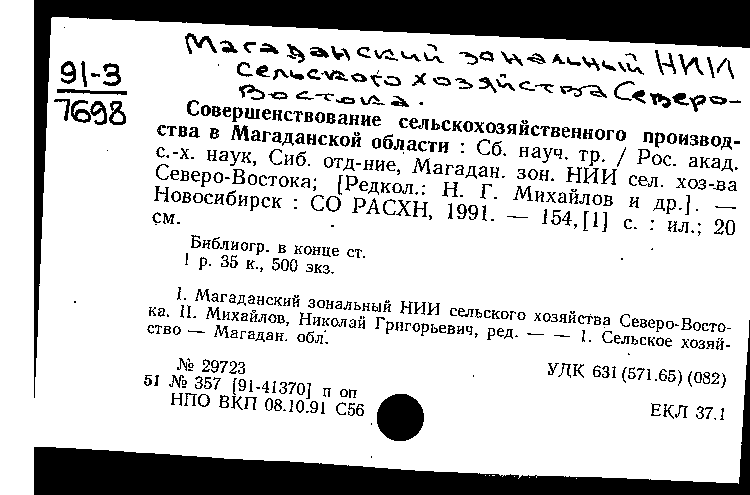 Магаданский зональный НИИ
91-3
7698
сельского хозяйства Северо-
Востока.
Совершенствование сельскохозяйственного производ-
ства в Магаданской области : Сб. науч. тр. / Рос. акад.
с.-х. наук, Сиб. отд-ние, Магадан. зон. НИИ сел. хоз-ва
Северо-Востока; [Редкол.: Н. Г. Михайлов и др.]. —
Новосибирск : СО РАСХН, 1991. — 154,[1] с. : ил.; 20
см.
Библиогр. в конце ст.
1 р. 35 к., 500 экз.
I. Магаданский зональный НИИ сельского хозяйства Северо-Восто-
ка. II. Михайлов, Николай Григорьевич, ред. — — 1. Сельское хозяй-
ство — Магадан. обл.
№ 29723
УДК 631(571.65)(082)
51 № 357 [91-41370] п оп
НПО ВКП 08.10.91 С56
ЕКЛ 37.1